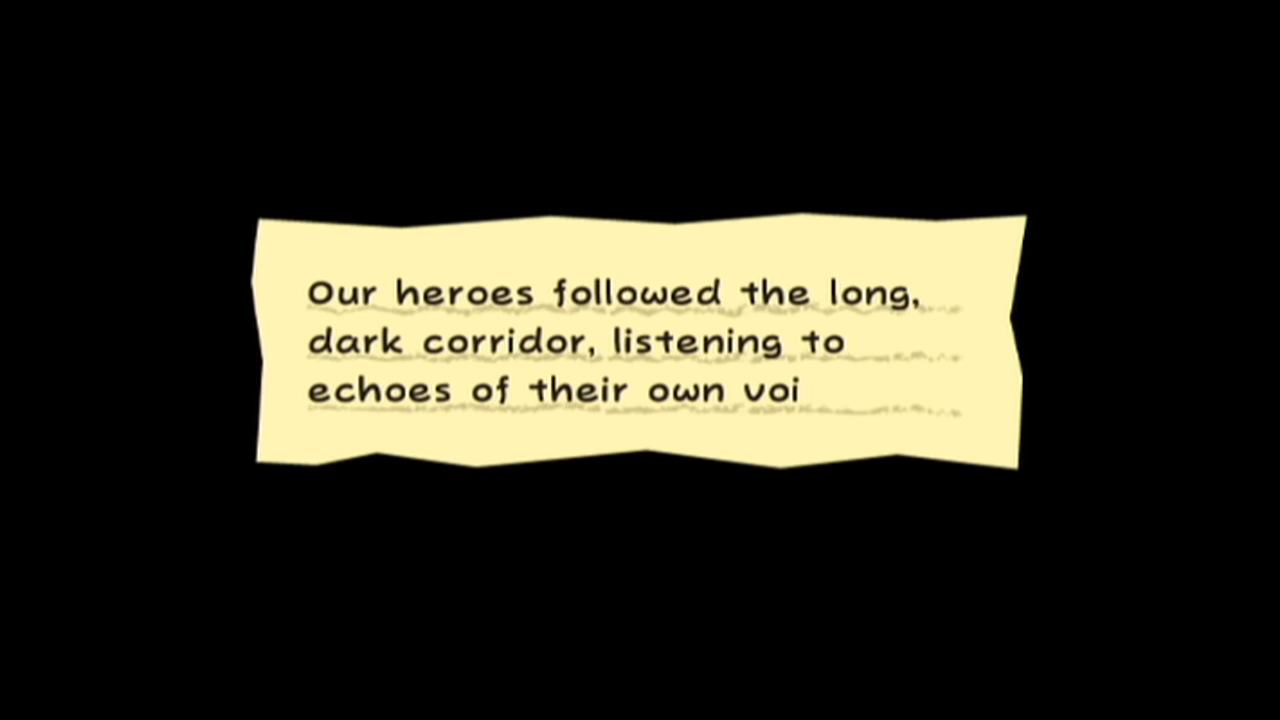 Our heroes followed the long,
dark corridor, listening to
echoes of their own voi